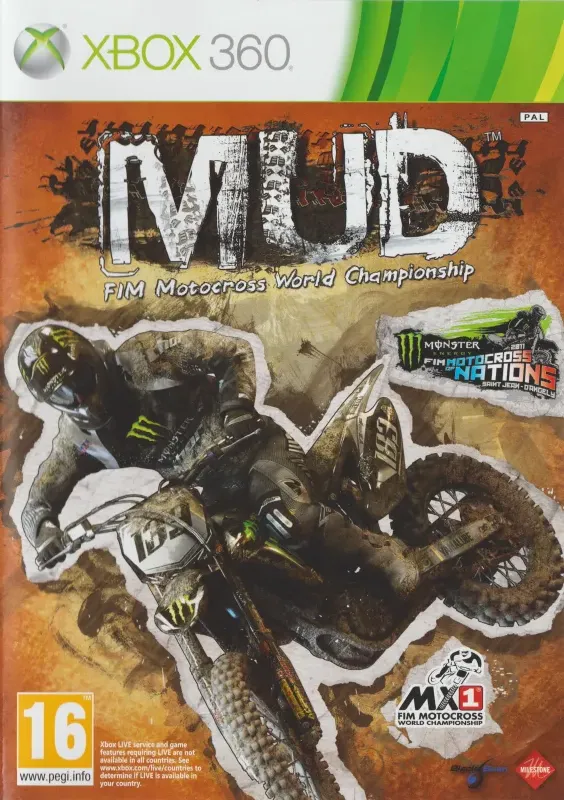 XBOX 360
PAL
MUD™
FIM Motocross World Championship
MONSTER
ENERGY
2011
FIM MOTOCROSS
OF NATIONS
SAINT JEAN-D'ANGELY
MX1
FIM MOTOCROSS
WORLD CHAMPIONSHIP
16
www.pegi.info
Xbox LIVE service and game
features requiring LIVE are not
available in all countries. See
www.xbox.com/live/countries to
determine if LIVE is available in
your country.
MILESTONE